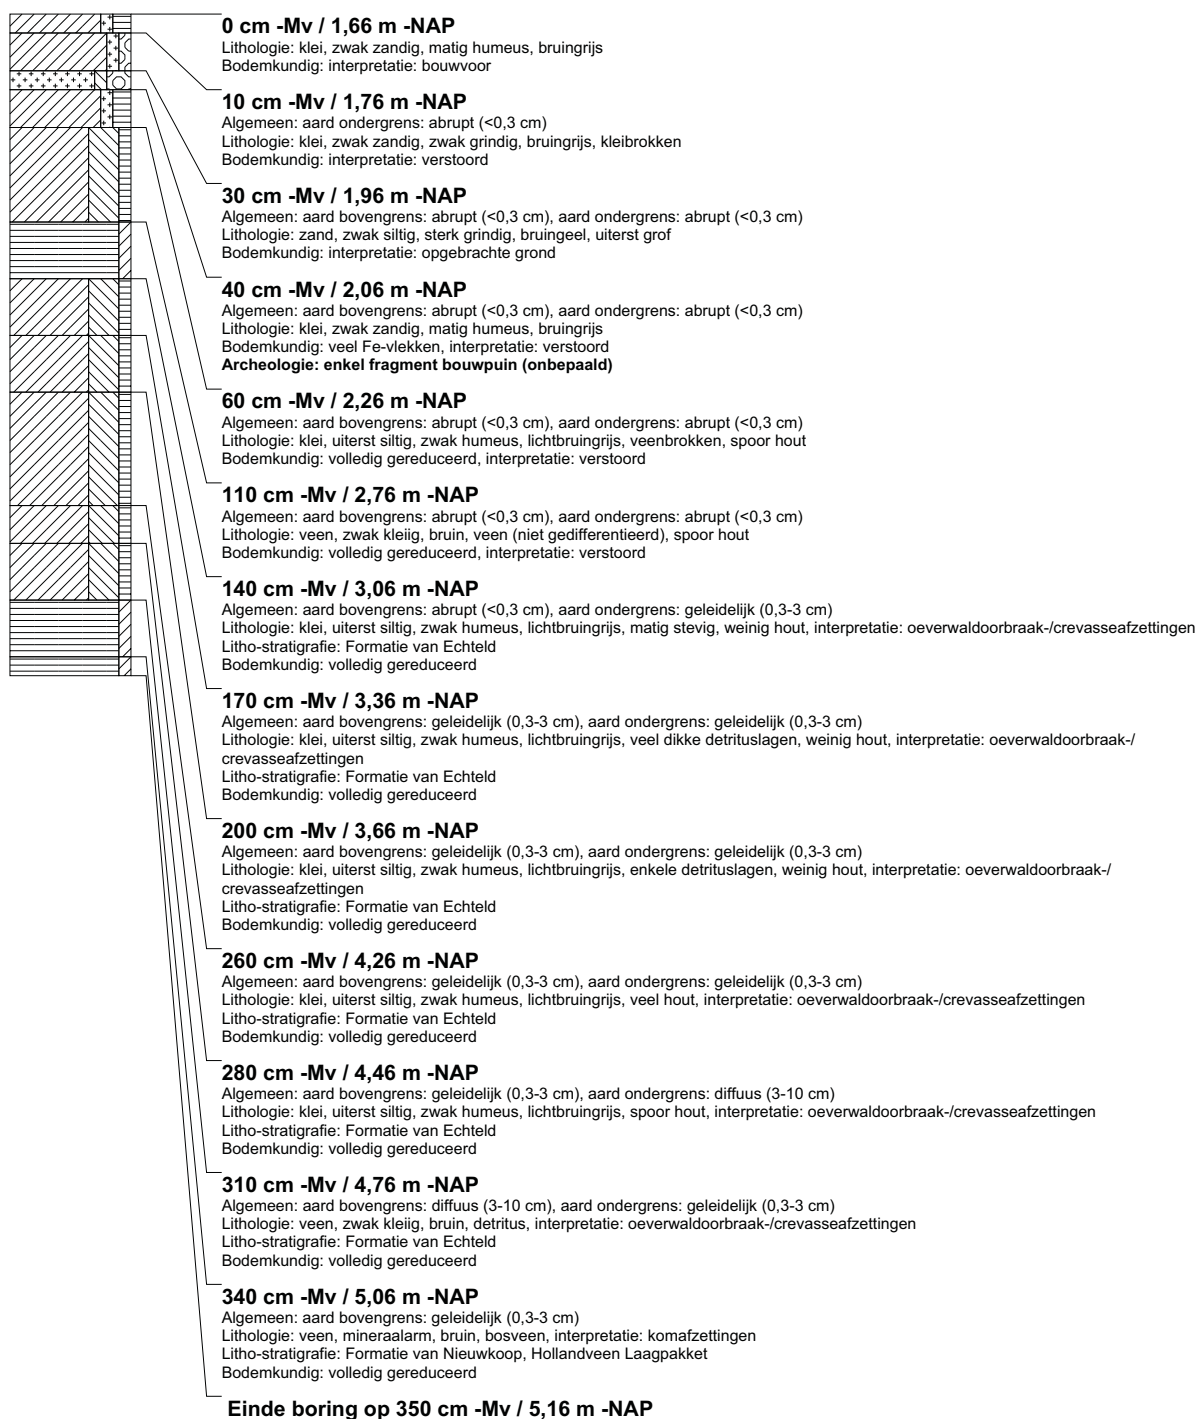 0 cm -Mv / 1,66 m -NAP
Lithologie: klei, zwak zandig, matig humeus, bruingrijs
Bodemkundig: interpretatie: bouwvoor
10 cm -Mv / 1,76 m -NAP
Algemeen: aard ondergrens: abrupt (<0,3 cm)
Lithologie: klei, zwak zandig, zwak grindig, bruingrijs, kleibrokken
Bodemkundig: interpretatie: verstoord
30 cm -Mv / 1,96 m -NAP
Algemeen: aard bovengrens: abrupt (<0,3 cm), aard ondergrens: abrupt (<0,3 cm)
Lithologie: zand, zwak siltig, sterk grindig, bruingeel, uiterst grof
Bodemkundig: interpretatie: opgebrachte grond
40 cm -Mv / 2,06 m -NAP
Algemeen: aard bovengrens: abrupt (<0,3 cm), aard ondergrens: abrupt (<0,3 cm)
Lithologie: klei, zwak zandig, matig humeus, bruingrijs
Bodemkundig: veel Fe-vlekken, interpretatie: verstoord
Archeologie: enkel fragment bouwpuin (onbepaald)
60 cm -Mv / 2,26 m -NAP
Algemeen: aard bovengrens: abrupt (<0,3 cm), aard ondergrens: abrupt (<0,3 cm)
Lithologie: klei, uiterst siltig, zwak humeus, lichtbruingrijs, veenbrokken, spoor hout
Bodemkundig: volledig gereduceerd, interpretatie: verstoord
110 cm -Mv / 2,76 m -NAP
Algemeen: aard bovengrens: abrupt (<0,3 cm), aard ondergrens: abrupt (<0,3 cm)
Lithologie: veen, zwak kleiig, bruin, veen (niet gedifferentieerd), spoor hout
Bodemkundig: volledig gereduceerd, interpretatie: verstoord
140 cm -Mv / 3,06 m -NAP
Algemeen: aard bovengrens: abrupt (<0,3 cm), aard ondergrens: geleidelijk (0,3-3 cm)
Lithologie: klei, uiterst siltig, zwak humeus, lichtbruingrijs, matig stevig, weinig hout, interpretatie: oeverwaldoorbraak-/crevasseafzettingen
Litho-stratigrafie: Formatie van Echteld
Bodemkundig: volledig gereduceerd
170 cm -Mv / 3,36 m -NAP
Algemeen: aard bovengrens: geleidelijk (0,3-3 cm), aard ondergrens: geleidelijk (0,3-3 cm)
Lithologie: klei, uiterst siltig, zwak humeus, lichtbruingrijs, veel dikke detrituslagen, weinig hout, interpretatie: oeverwaldoorbraak-/
crevasseafzettingen
Litho-stratigrafie: Formatie van Echteld
Bodemkundig: volledig gereduceerd
200 cm -Mv / 3,66 m -NAP
Algemeen: aard bovengrens: geleidelijk (0,3-3 cm), aard ondergrens: geleidelijk (0,3-3 cm)
Lithologie: klei, uiterst siltig, zwak humeus, lichtbruingrijs, enkele detrituslagen, weinig hout, interpretatie: oeverwaldoorbraak-/
crevasseafzettingen
Litho-stratigrafie: Formatie van Echteld
Bodemkundig: volledig gereduceerd
260 cm -Mv / 4,26 m -NAP
Algemeen: aard bovengrens: geleidelijk (0,3-3 cm), aard ondergrens: geleidelijk (0,3-3 cm)
Lithologie: klei, uiterst siltig, zwak humeus, lichtbruingrijs, veel hout, interpretatie: oeverwaldoorbraak-/crevasseafzettingen
Litho-stratigrafie: Formatie van Echteld
Bodemkundig: volledig gereduceerd
280 cm -Mv / 4,46 m -NAP
Algemeen: aard bovengrens: geleidelijk (0,3-3 cm), aard ondergrens: diffuus (3-10 cm)
Lithologie: klei, uiterst siltig, zwak humeus, lichtbruingrijs, spoor hout, interpretatie: oeverwaldoorbraak-/crevasseafzettingen
Litho-stratigrafie: Formatie van Echteld
Bodemkundig: volledig gereduceerd
310 cm -Mv / 4,76 m -NAP
Algemeen: aard bovengrens: diffuus (3-10 cm), aard ondergrens: geleidelijk (0,3-3 cm)
Lithologie: veen, zwak kleiig, bruin, detritus, interpretatie: oeverwaldoorbraak-/crevasseafzettingen
Litho-stratigrafie: Formatie van Echteld
Bodemkundig: volledig gereduceerd
340 cm -Mv / 5,06 m -NAP
Algemeen: aard bovengrens: geleidelijk (0,3-3 cm)
Lithologie: veen, mineraalarm, bruin, bosveen, interpretatie: komafzettingen
Litho-stratigrafie: Formatie van Nieuwkoop, Hollandveen Laagpakket
Bodemkundig: volledig gereduceerd
Einde boring op 350 cm -Mv / 5,16 m -NAP